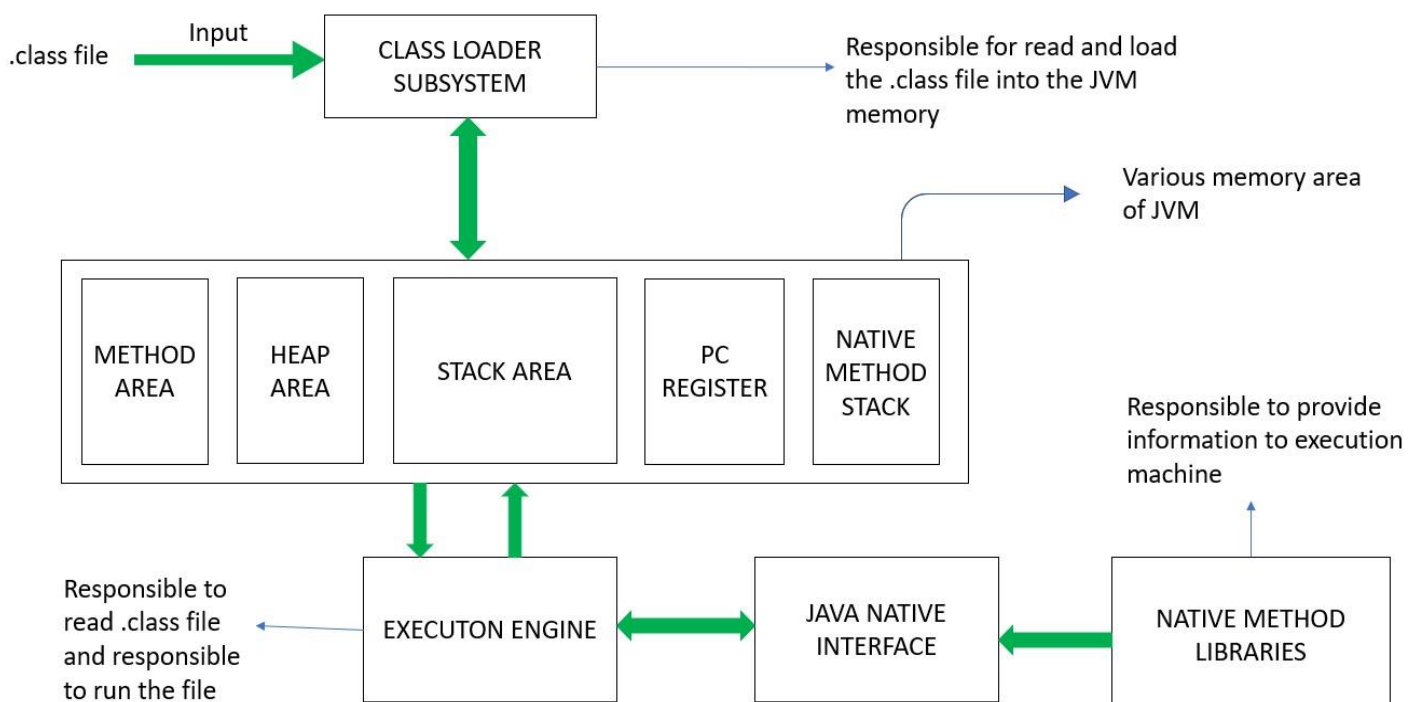 .class file
Input
CLASS LOADER
SUBSYSTEM
Responsible for read and load
the .class file into the JVM
memory
Various memory area
of JVM
METHOD
AREA
HEAP
AREA
STACK AREA
PC
REGISTER
NATIVE
METHOD
STACK
Responsible to provide
information to execution
machine
Responsible to
read .class file
and responsible
to run the file
EXECUTON ENGINE
JAVA NATIVE
INTERFACE
NATIVE METHOD
LIBRARIES